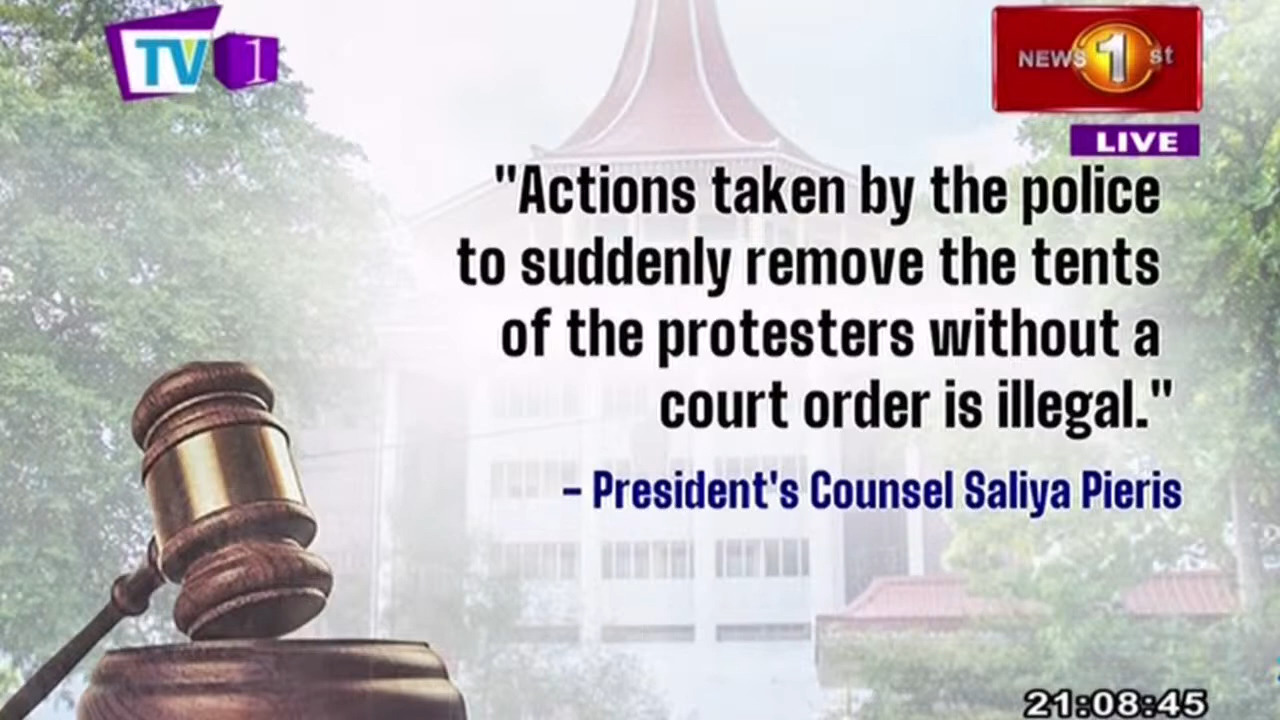 TV1
NEWS 1st
LIVE
"Actions taken by the police
to suddenly remove the tents
of the protesters without a
court order is illegal."
- President's Counsel Saliya Pieris
21:08:45